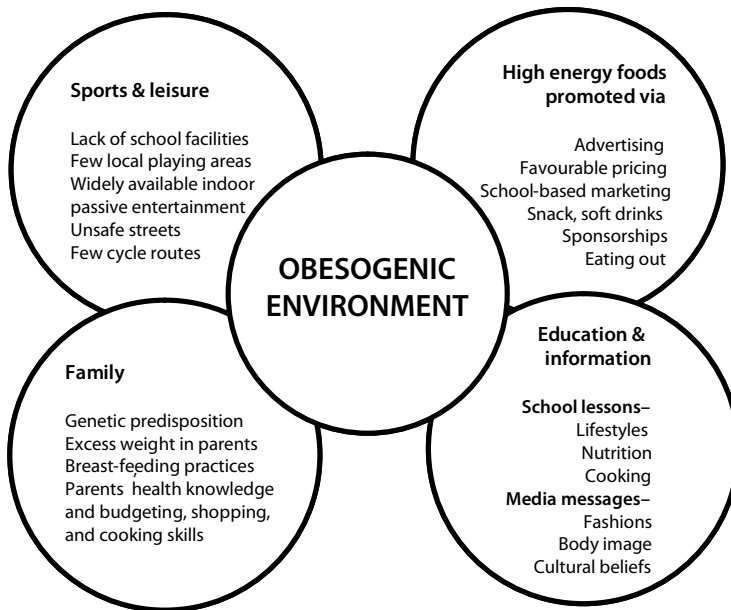 Sports & leisure
Lack of school facilities
Few local playing areas
Widely available indoor
passive entertainment
Unsafe streets
Few cycle routes
High energy foods
promoted via
Advertising
Favourable pricing
School-based marketing
Snack, soft drinks
Sponsorships
Eating out
OBESOGENIC
ENVIRONMENT
Family
Genetic predisposition
Excess weight in parents
Breast-feeding practices
Parents, health knowledge
and budgeting, shopping,
and cooking skills
Education &
information
School lessons–
Lifestyles
Nutrition
Cooking
Media messages–
Fashions
Body image
Cultural beliefs